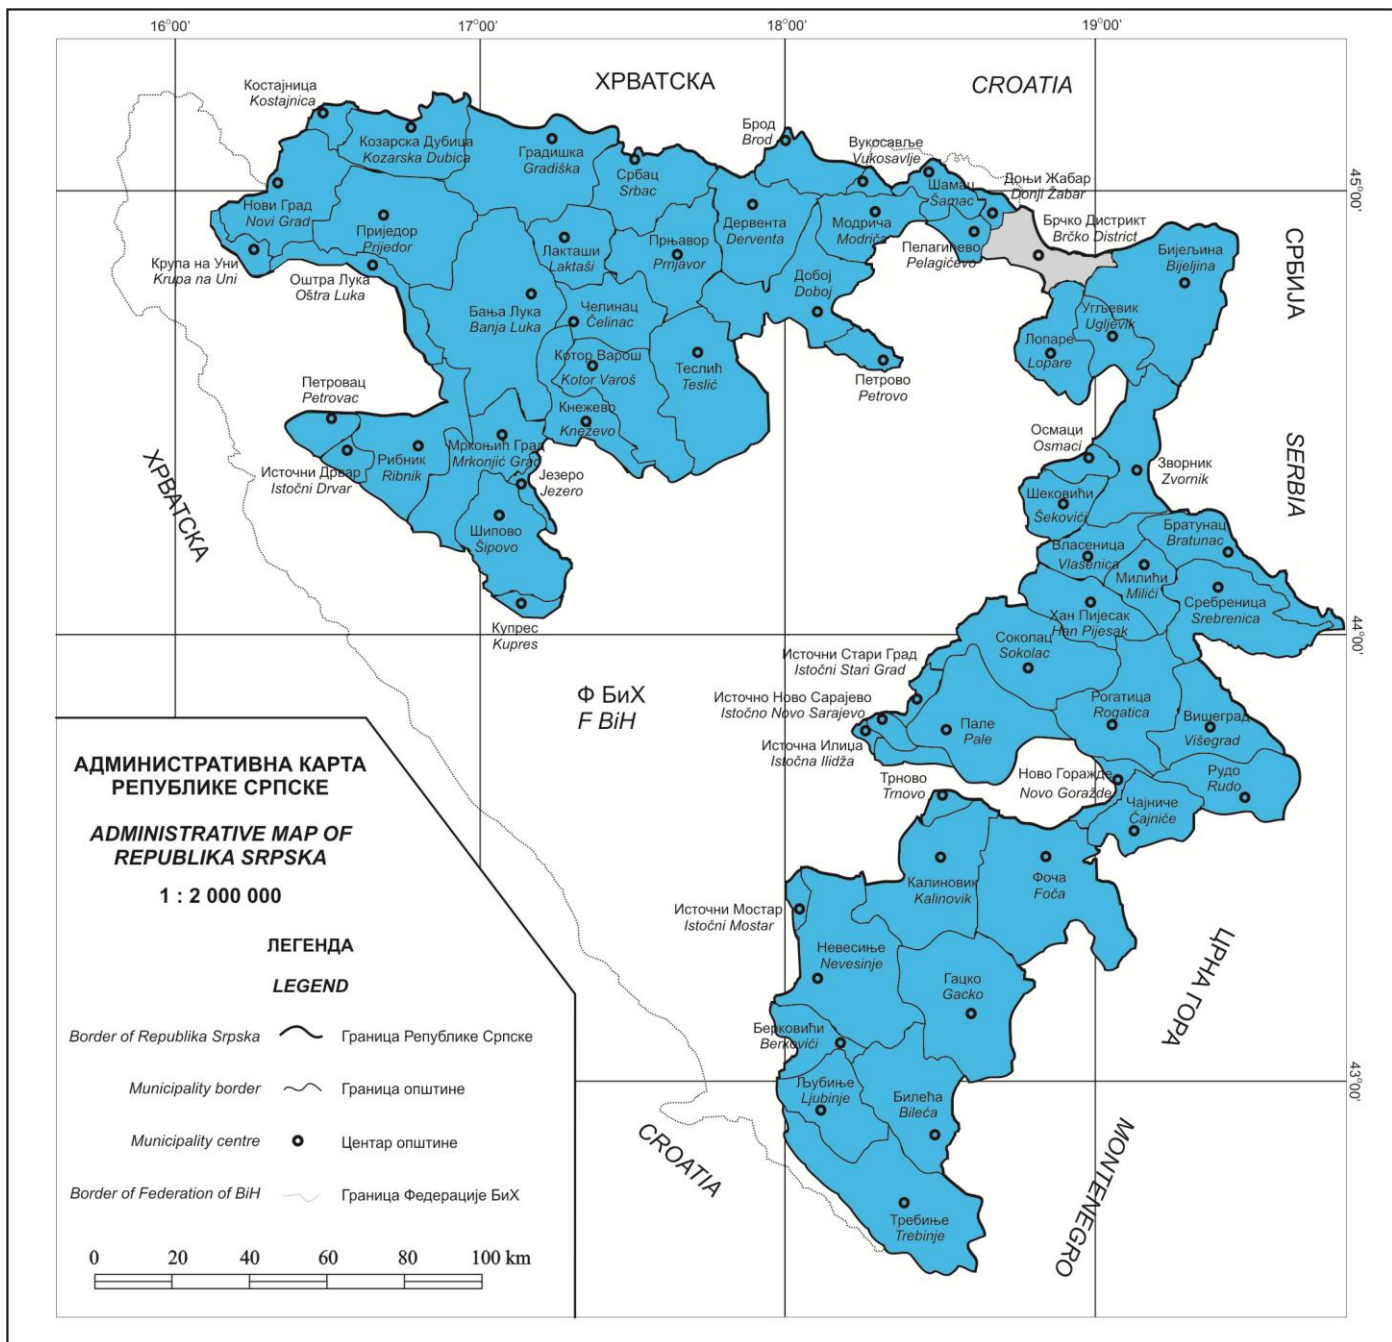 16°00'
17°00'
18°00'
19°00'
ХРВАТСКА
CROATIA
Костајница
Kostajnica
Козарска Дубица
Kozarska Dubica
Градишка
Gradiška
Србац
Srbac
Брод
Brod
Вукосавље
Vukosavlje
Шамац
Šamac
Доњи Жабар
Donji Žabar
Брчко Дистрикт
Brčko District
45°00'
Нови Град
Novi Grad
Приједор
Prijedor
Лакташи
Laktaši
Прњавор
Prnjavor
Дервента
Derventa
Модрича
Modriča
Пелагићево
Pelagićevo
Бијељина
Bijeljina
СРБИЈА
Крупа на Уни
Krupa na Uni
Оштра Лука
Oštra Luka
Бања Лука
Banja Luka
Челинац
Čelinac
Добој
Doboj
Угљевик
Ugljevik
Лопаре
Lopare
Котор Варош
Kotor Varoš
Теслић
Teslić
Петрово
Petrovo
Петровац
Petrovac
Кнежево
Kneževo
Осмаци
Osmaci
SERBIA
Источни Дрвар
Istočni Drvar
Рибник
Ribnik
Мркоњић Град
Mrkonjić Grad
Језеро
Jezero
Зворник
Zvornik
ХРВАТСКА
Шипово
Šipovo
Шековићи
Šekovići
Братунац
Bratunac
Власеница
Vlasenica
Милићи
Milići
Сребреница
Srebrenica
Хан Пијесак
Han Pijesak
Купрес
Kupres
44°00'
Соколац
Sokolac
Источни Стари Град
Istočni Stari Grad
Ф БиХ
F BiH
Источно Ново Сарајево
Istočno Novo Sarajevo
Рогатица
Rogatica
Вишеград
Višegrad
Пале
Pale
Источна Илиџа
Istočna Ilidža
Трново
Trnovo
Ново Горажде
Novo Goražde
Рудо
Rudo
Чајниче
Čajniče
Калиновик
Kalinovik
Фоча
Foča
Источни Мостар
Istočni Mostar
Невесиње
Nevesinje
Гацко
Gacko
ЦРНА ГОРА
Берковићи
Berkovići
Љубиње
Ljubinje
Билећа
Bileća
43°00'
CROATIA
MONTENEGRO
Требиње
Trebinje
АДМИНИСТРАТИВНА КАРТА
РЕПУБЛИКЕ СРПСКЕ
ADMINISTRATIVE MAP OF
REPUBLIKA SRPSKA
1 : 2 000 000
ЛЕГЕНДА
LEGEND
Border of Republika Srpska Граница Републике Српске
Municipality border Граница општине
Municipality centre Центар општине
Border of Federation of BiH Граница Федерације БиХ
0 20 40 60 80 100 km